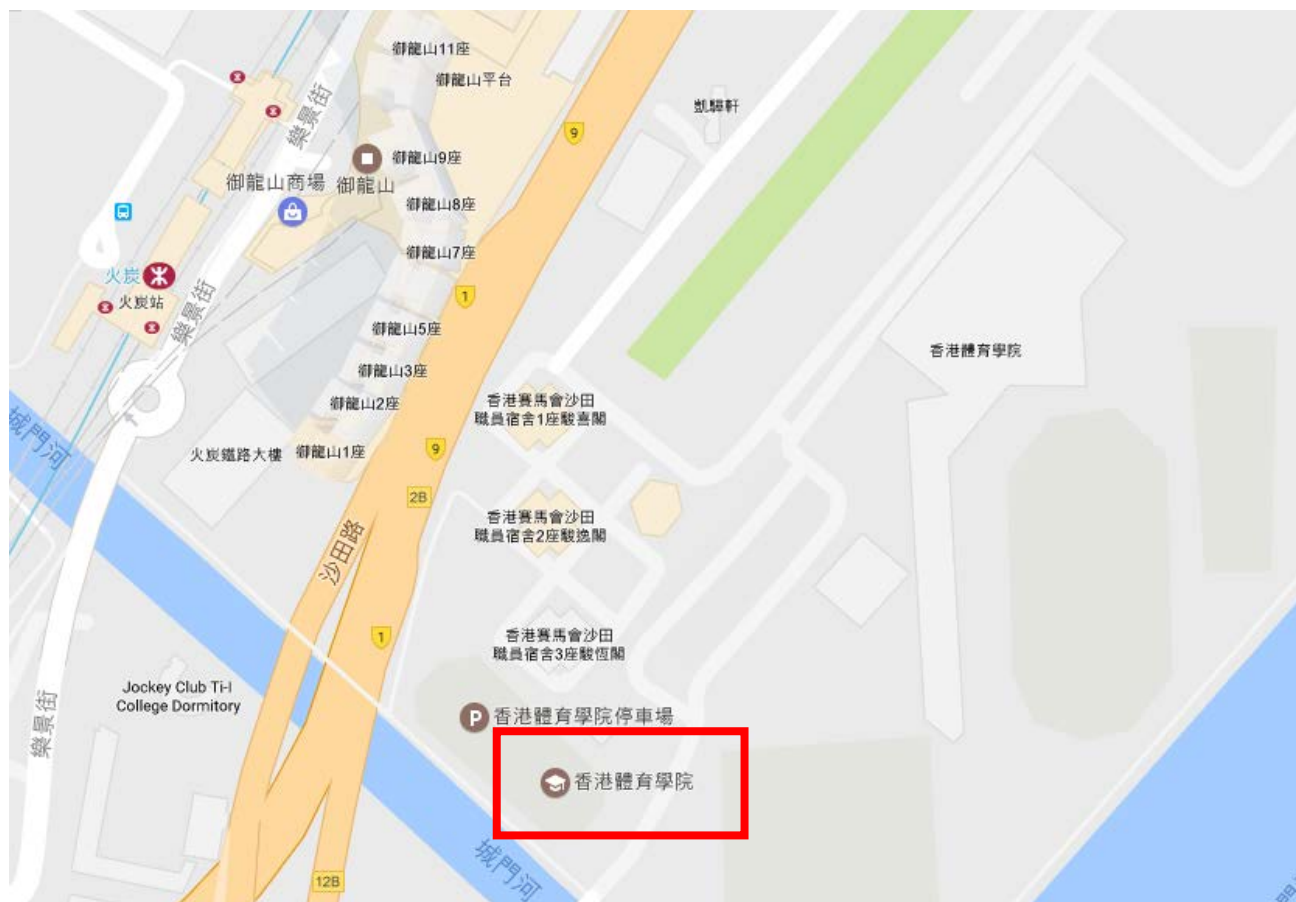 御龍山11座
御龍山平台
凱驊軒
樂景街
9
御龍山9座
御龍山商場
御龍山
御龍山8座
御龍山7座
火炭
火炭站
樂景街
1
御龍山5座
香港體育學院
御龍山3座
香港賽馬會沙田
職員宿舍1座駿喜閣
御龍山2座
城門河
火炭鐵路大樓
御龍山1座
9
2B
香港賽馬會沙田
職員宿舍2座駿逸閣
沙田路
1
香港賽馬會沙田
職員宿舍3座駿恆閣
Jockey Club Ti-I
College Dormitory
樂景街
P
香港體育學院停車場
香港體育學院
城門河
12B